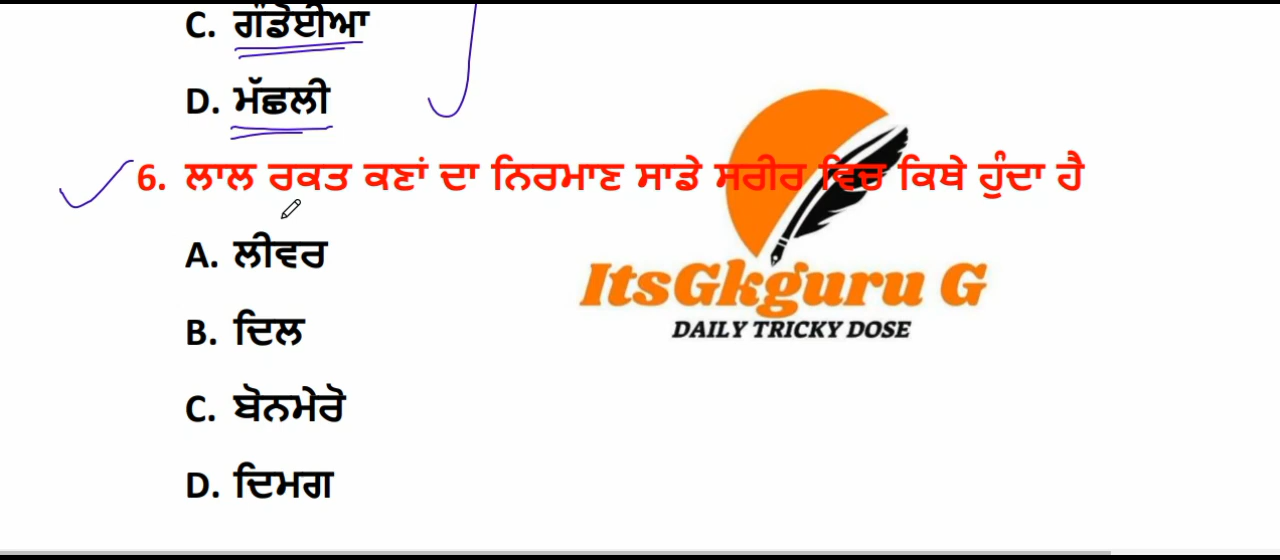 C. ਗੰਡੋਈਆ
D. ਮੱਛਲੀ
6. ਲਾਲ ਰਕਤ ਕਣਾਂ ਦਾ ਨਿਰਮਾਣ ਸਾਡੇ ਸਰੀਰ ਵਿਚ ਕਿਥੇ ਹੁੰਦਾ ਹੈ
A. ਲੀਵਰ
ItsGkguru G
DAILY TRICKY DOSE
B. ਦਿਲ
C. ਬੋਨਮੇਰੋ
D. ਦਿਮਗ